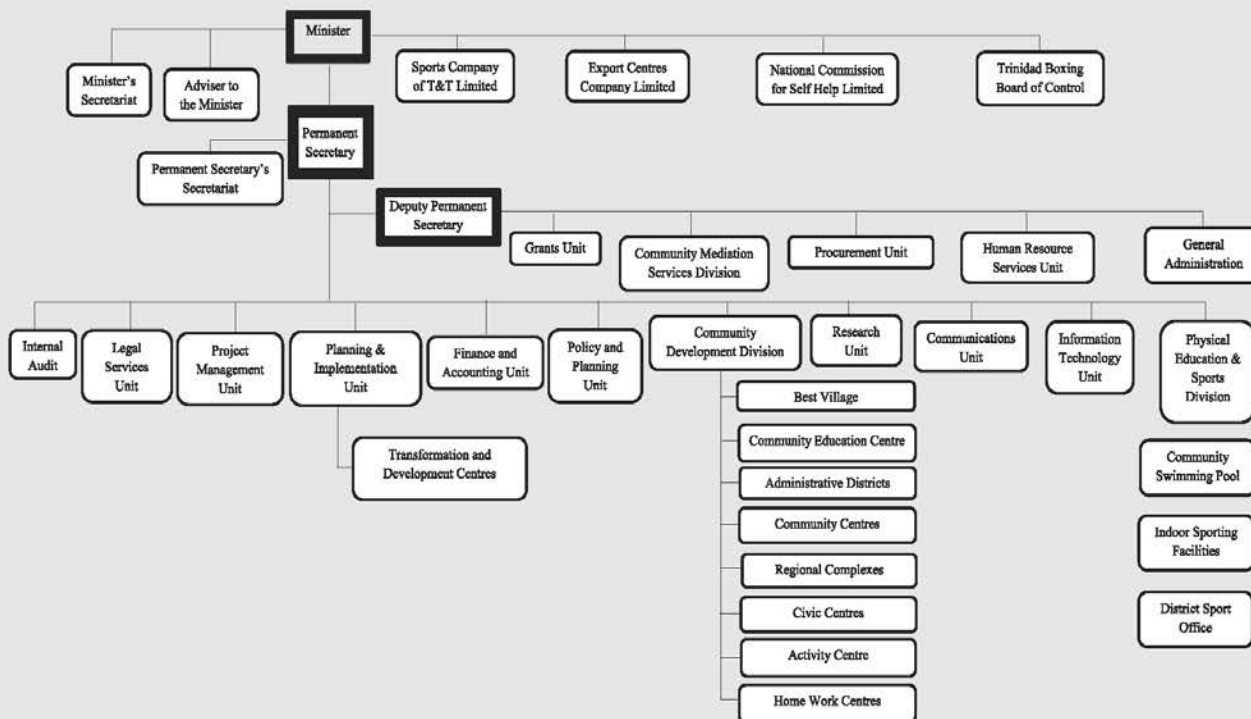 Minister
Minister's
Secretariat
Adviser to
the Minister
Sports Company
of T&T Limited
Export Centres
Company Limited
National Commission
for Self Help Limited
Trinidad Boxing
Board of Control
Permanent
Secretary
Permanent Secretary's
Secretariat
Deputy Permanent
Secretary
Grants Unit
Community Mediation
Services Division
Procurement Unit
Human Resource
Services Unit
General
Administration
Internal
Audit
Legal
Services
Unit
Project
Management
Unit
Planning &
Implementation
Unit
Finance and
Accounting Unit
Policy and
Planning
Unit
Community
Development Division
Research
Unit
Communications
Unit
Information
Technology
Unit
Physical
Education &
Sports
Division
Transformation and
Development Centres
Best Village
Community Education Centre
Administrative Districts
Community Centres
Regional Complexes
Civic Centres
Activity Centre
Home Work Centres
Community
Swimming Pool
Indoor Sporting
Facilities
District Sport
Office